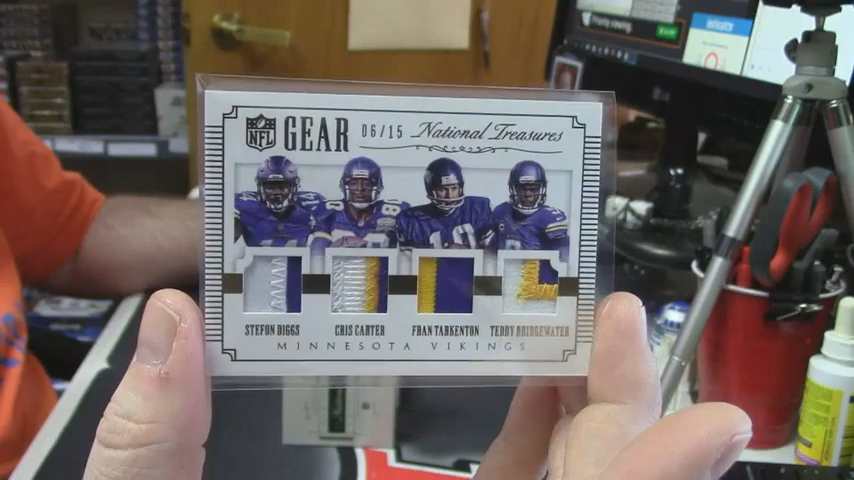 NFL GEAR 06/15 National Treasures
STEFON DIGGS CRIS CARTER FRAN TARKENTON TEDDY BRIDGEWATER
MINNESOTA VIKINGS